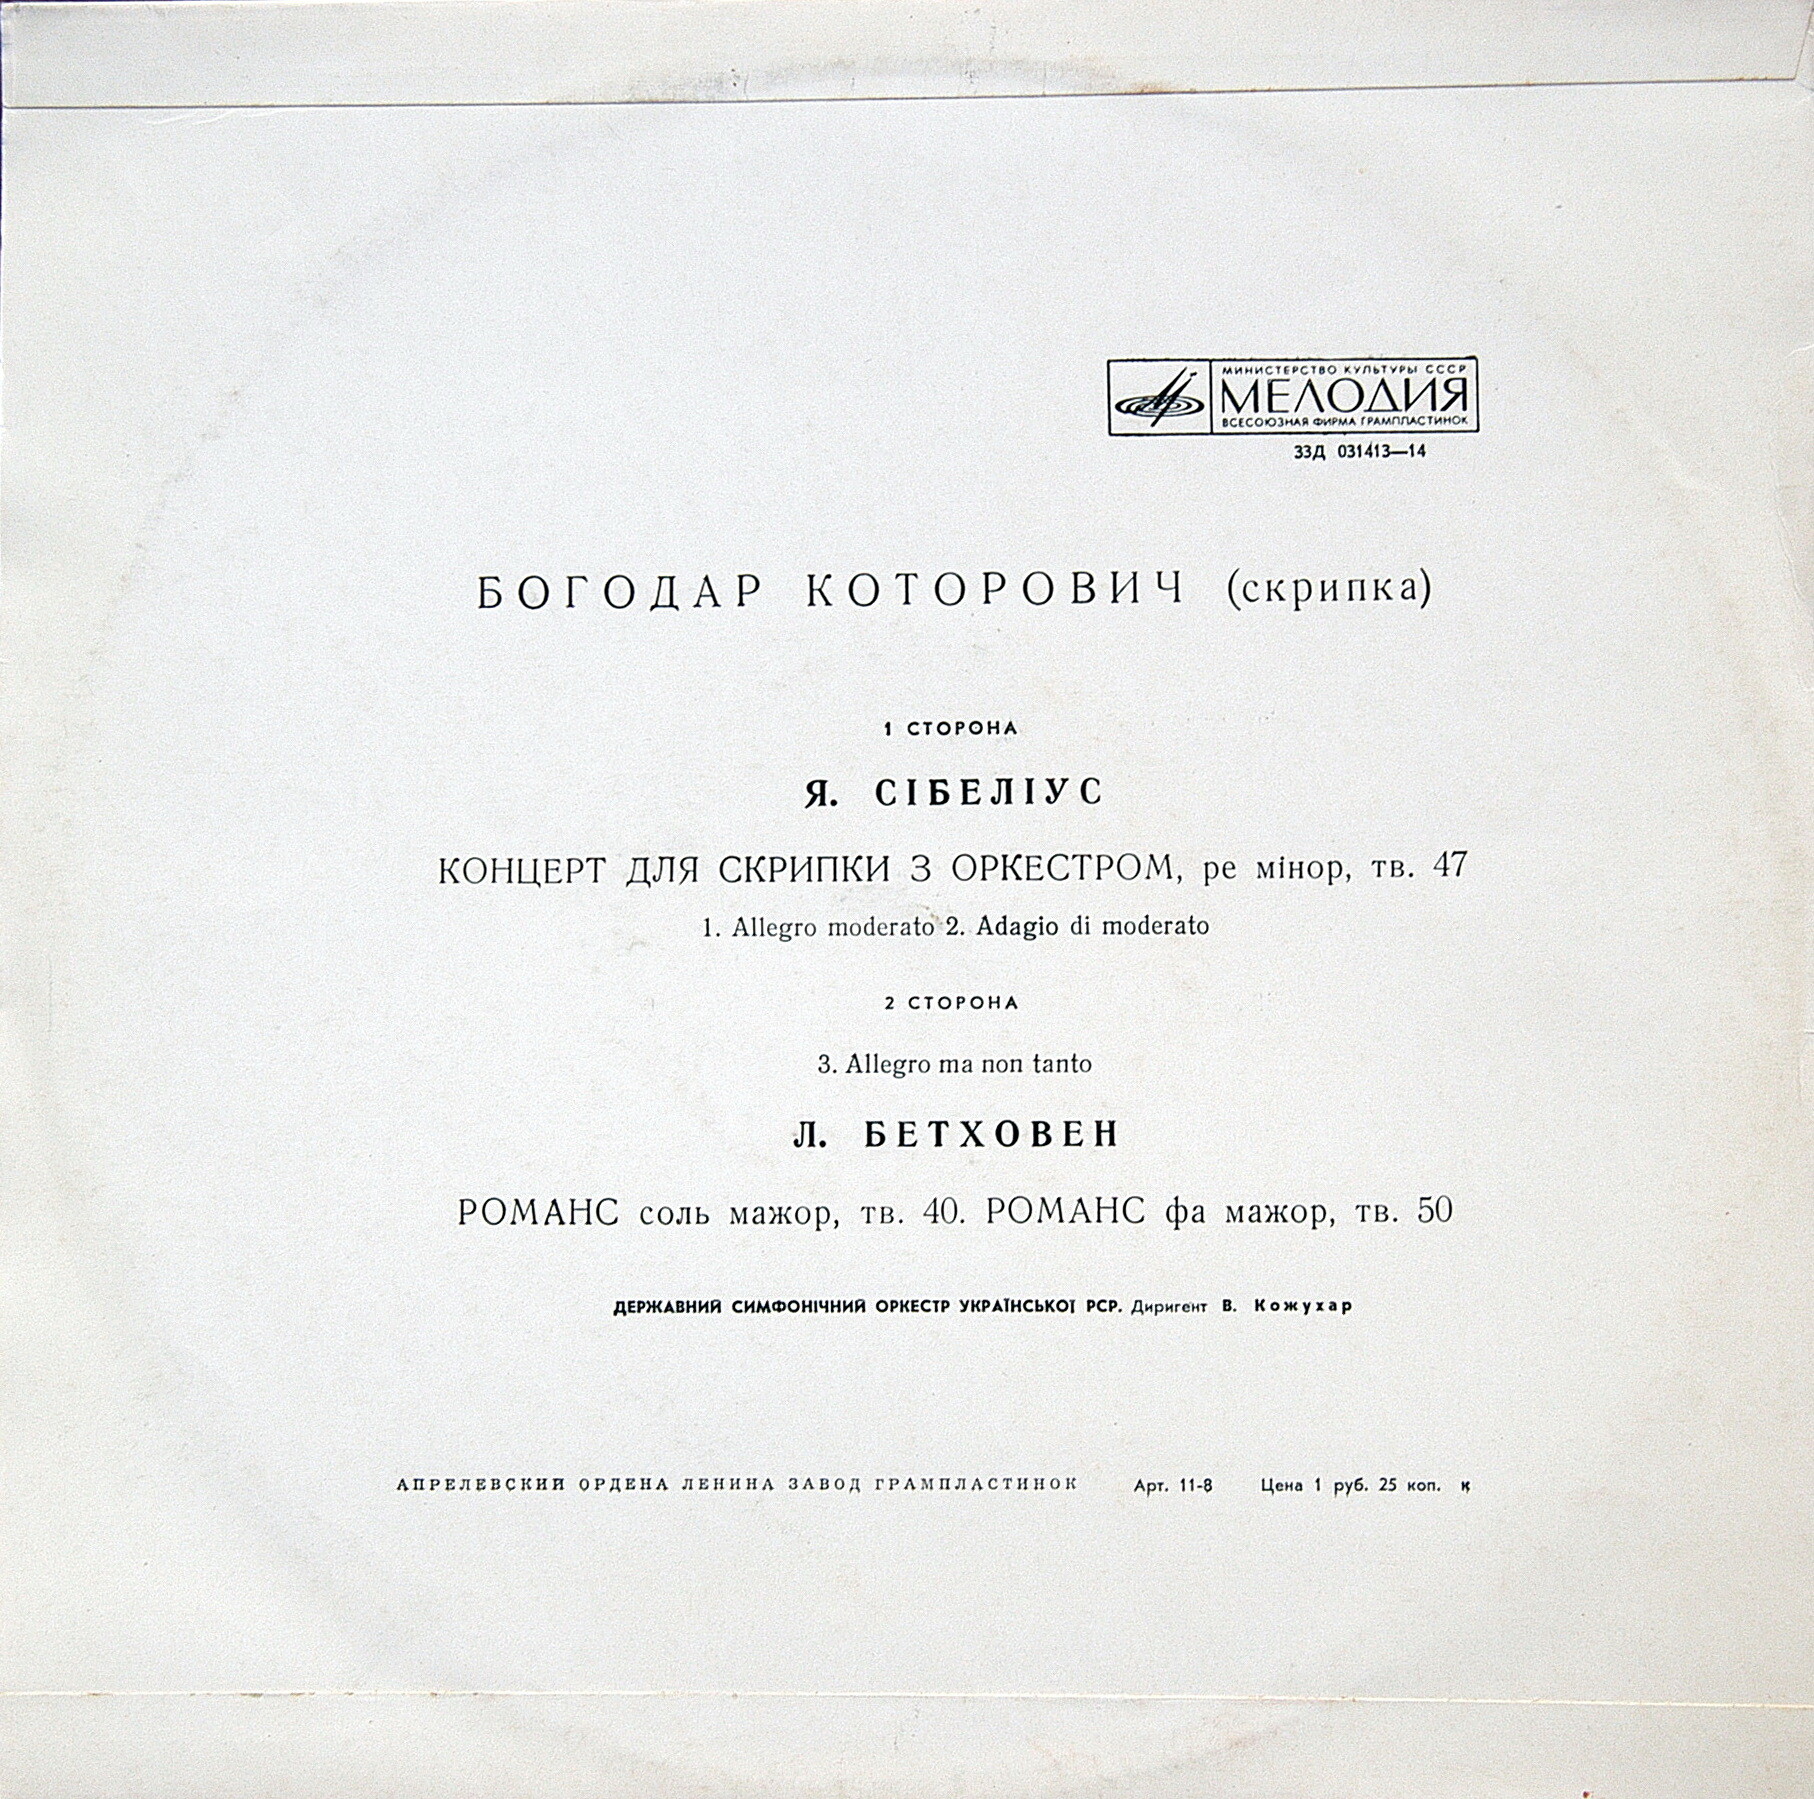 МИНИСТЕРСТВО КУЛЬТУРЫ СССР
МЕЛОДИЯ
ВСЕСОЮЗНАЯ ФИРМА ГРАМПЛАСТИНОК
33Д 031413—14
БОГОДАР КОТОРОВИЧ (скрипка)
1 СТОРОНА
Я. СІБЕЛІУС
КОНЦЕРТ ДЛЯ СКРИПКИ З ОРКЕСТРОМ, ре мінор, тв. 47
1. Allegro moderato 2. Adagio di moderato
2 СТОРОНА
3. Allegro ma non tanto
Л. БЕТХОВЕН
РОМАНС соль мажор, тв. 40. РОМАНС фа мажор, тв. 50
ДЕРЖАВНИЙ СИМФОНІЧНИЙ ОРКЕСТР УКРАЇНСЬКОЇ РСР. Диригент В. Кожухар
АПРЕЛЕВСКИЙ ОРДЕНА ЛЕНИНА ЗАВОД ГРАМПЛАСТИНОК Арт. 11-8 Цена 1 руб. 25 коп. к